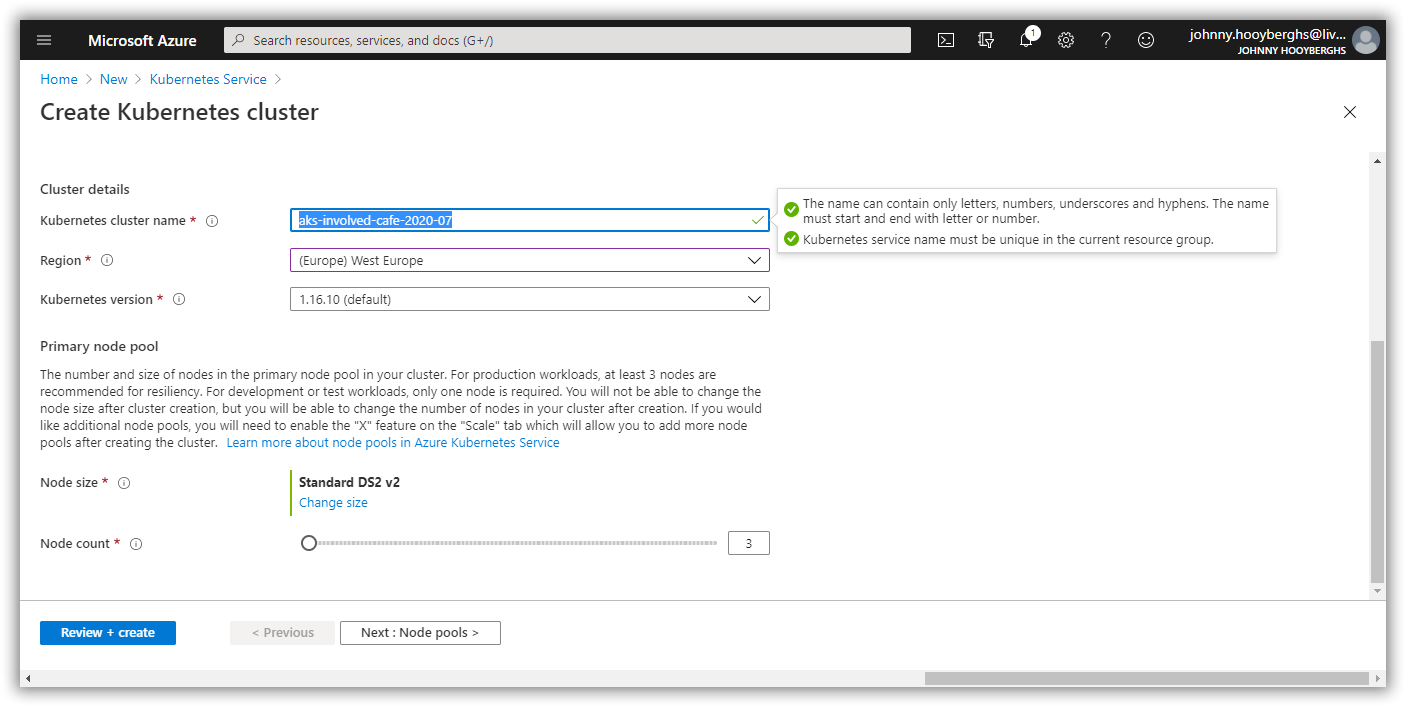 Microsoft Azure
Search resources, services, and docs (G+/)
1
johnny.hooyberghs@liv...
JOHNNY HOOYBERGHS
Home > New > Kubernetes Service >
Create Kubernetes cluster
Cluster details
Kubernetes cluster name *
aks-involved-cafe-2020-07
The name can contain only letters, numbers, underscores and hyphens. The name
must start and end with letter or number.
Kubernetes service name must be unique in the current resource group.
Region *
(Europe) West Europe
Kubernetes version *
1.16.10 (default)
Primary node pool
The number and size of nodes in the primary node pool in your cluster. For production workloads, at least 3 nodes are
recommended for resiliency. For development or test workloads, only one node is required. You will not be able to change the
node size after cluster creation, but you will be able to change the number of nodes in your cluster after creation. If you would
like additional node pools, you will need to enable the "X" feature on the "Scale" tab which will allow you to add more node
pools after creating the cluster. Learn more about node pools in Azure Kubernetes Service
Node size *
Standard DS2 v2
Change size
Node count *
3
Review + create
< Previous
Next : Node pools >